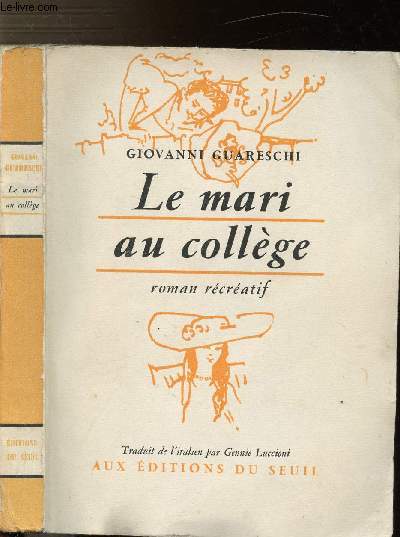 Le-livre.com
GIOVANNI
GUARESCHI
Le mari
au collège
ÉDITIONS
DU SEUIL
GIOVANNI GUARESCHI
Le mari
au collège
roman récréatif
Traduit de l'italien par Gennie Luccioni
AUX ÉDITIONS DU SEUIL